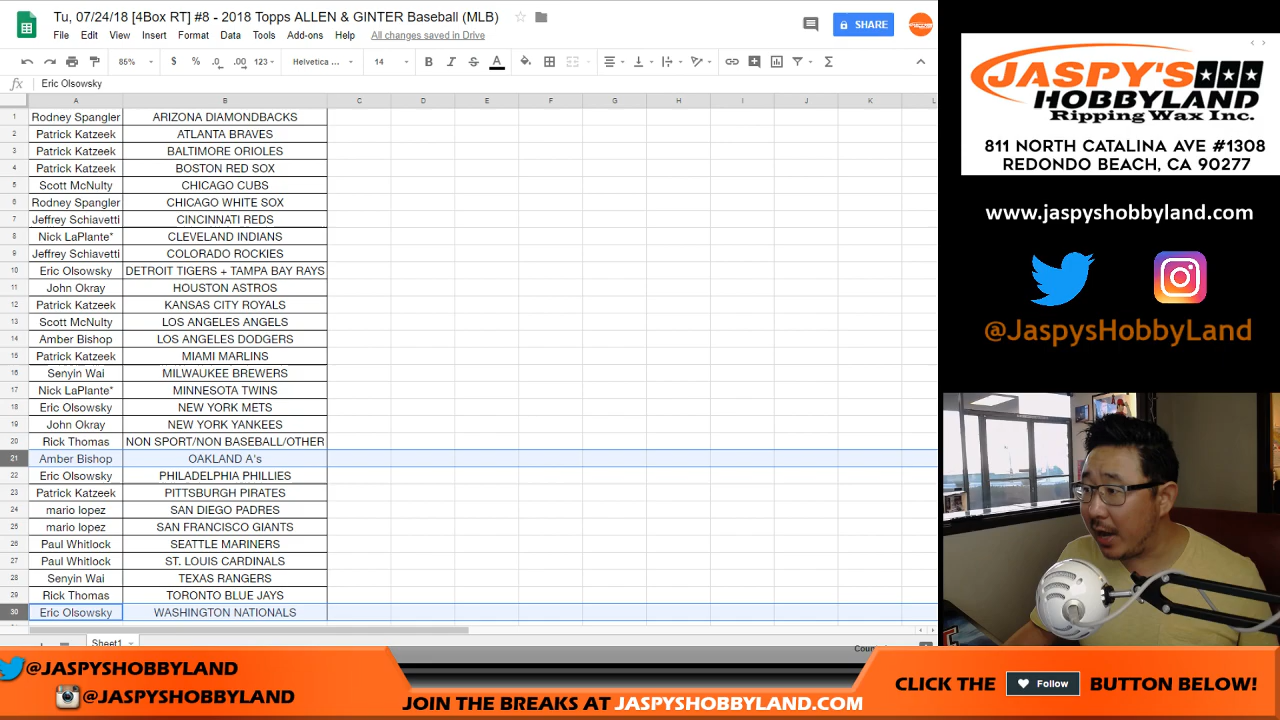 Tu, 07/24/18 [4Box RT] #8 - 2018 Topps ALLEN & GINTER Baseball (MLB)
SHARE
File Edit View Insert Format Data Tools Add-ons Help All changes saved in Drive
85% $ % .0 .00 123 Helvetica ... 14 B I S A
fx Eric Olsowsky
A B C D E F G H I J K L
1 Rodney Spangler ARIZONA DIAMONDBACKS
2 Patrick Katzeek ATLANTA BRAVES
3 Patrick Katzeek BALTIMORE ORIOLES
4 Patrick Katzeek BOSTON RED SOX
5 Scott McNulty CHICAGO CUBS
6 Rodney Spangler CHICAGO WHITE SOX
7 Jeffrey Schiavetti CINCINNATI REDS
8 Nick LaPlante* CLEVELAND INDIANS
9 Jeffrey Schiavetti COLORADO ROCKIES
10 Eric Olsowsky DETROIT TIGERS + TAMPA BAY RAYS
11 John Okray HOUSTON ASTROS
12 Patrick Katzeek KANSAS CITY ROYALS
13 Scott McNulty LOS ANGELES ANGELS
14 Amber Bishop LOS ANGELES DODGERS
15 Patrick Katzeek MIAMI MARLINS
16 Senyin Wai MILWAUKEE BREWERS
17 Nick LaPlante* MINNESOTA TWINS
18 Eric Olsowsky NEW YORK METS
19 John Okray NEW YORK YANKEES
20 Rick Thomas NON SPORT/NON BASEBALL/OTHER
21 Amber Bishop OAKLAND A's
22 Eric Olsowsky PHILADELPHIA PHILLIES
23 Patrick Katzeek PITTSBURGH PIRATES
24 mario lopez SAN DIEGO PADRES
25 mario lopez SAN FRANCISCO GIANTS
26 Paul Whitlock SEATTLE MARINERS
27 Paul Whitlock ST. LOUIS CARDINALS
28 Senyin Wai TEXAS RANGERS
29 Rick Thomas TORONTO BLUE JAYS
30 Eric Olsowsky WASHINGTON NATIONALS
Sheet1
JASPY'S
HOBBYLAND
Ripping Wax Inc.
811 NORTH CATALINA AVE #1308
REDONDO BEACH, CA 90277
www.jaspyshobbyland.com
@JaspysHobbyLand
@JASPYSHOBBYLAND
@JASPYSHOBBYLAND
JOIN THE BREAKS AT JASPYSHOBBYLAND.COM
CLICK THE Follow BUTTON BELOW!